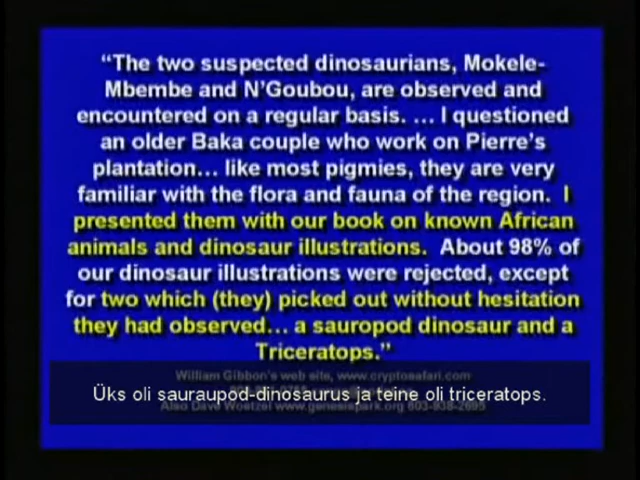 “The two suspected dinosaurians, Mokele-
Mbembe and N’Goubou, are observed and
encountered on a regular basis. … I questioned
an older Baka couple who work on Pierre’s
plantation… like most pigmies, they are very
familiar with the flora and fauna of the region. I
presented them with our book on known African
animals and dinosaur illustrations. About 98% of
our dinosaur illustrations were rejected, except
for two which (they) picked out without hesitation
they had observed… a sauropod dinosaur and a
Triceratops.”
William Gibbon's web site, www.cryptosafari.com
Üks oli sauraupod-dinosaurus ja teine oli triceratops.
Also Dave Woetzel www.genesispark.org 603-938-2695